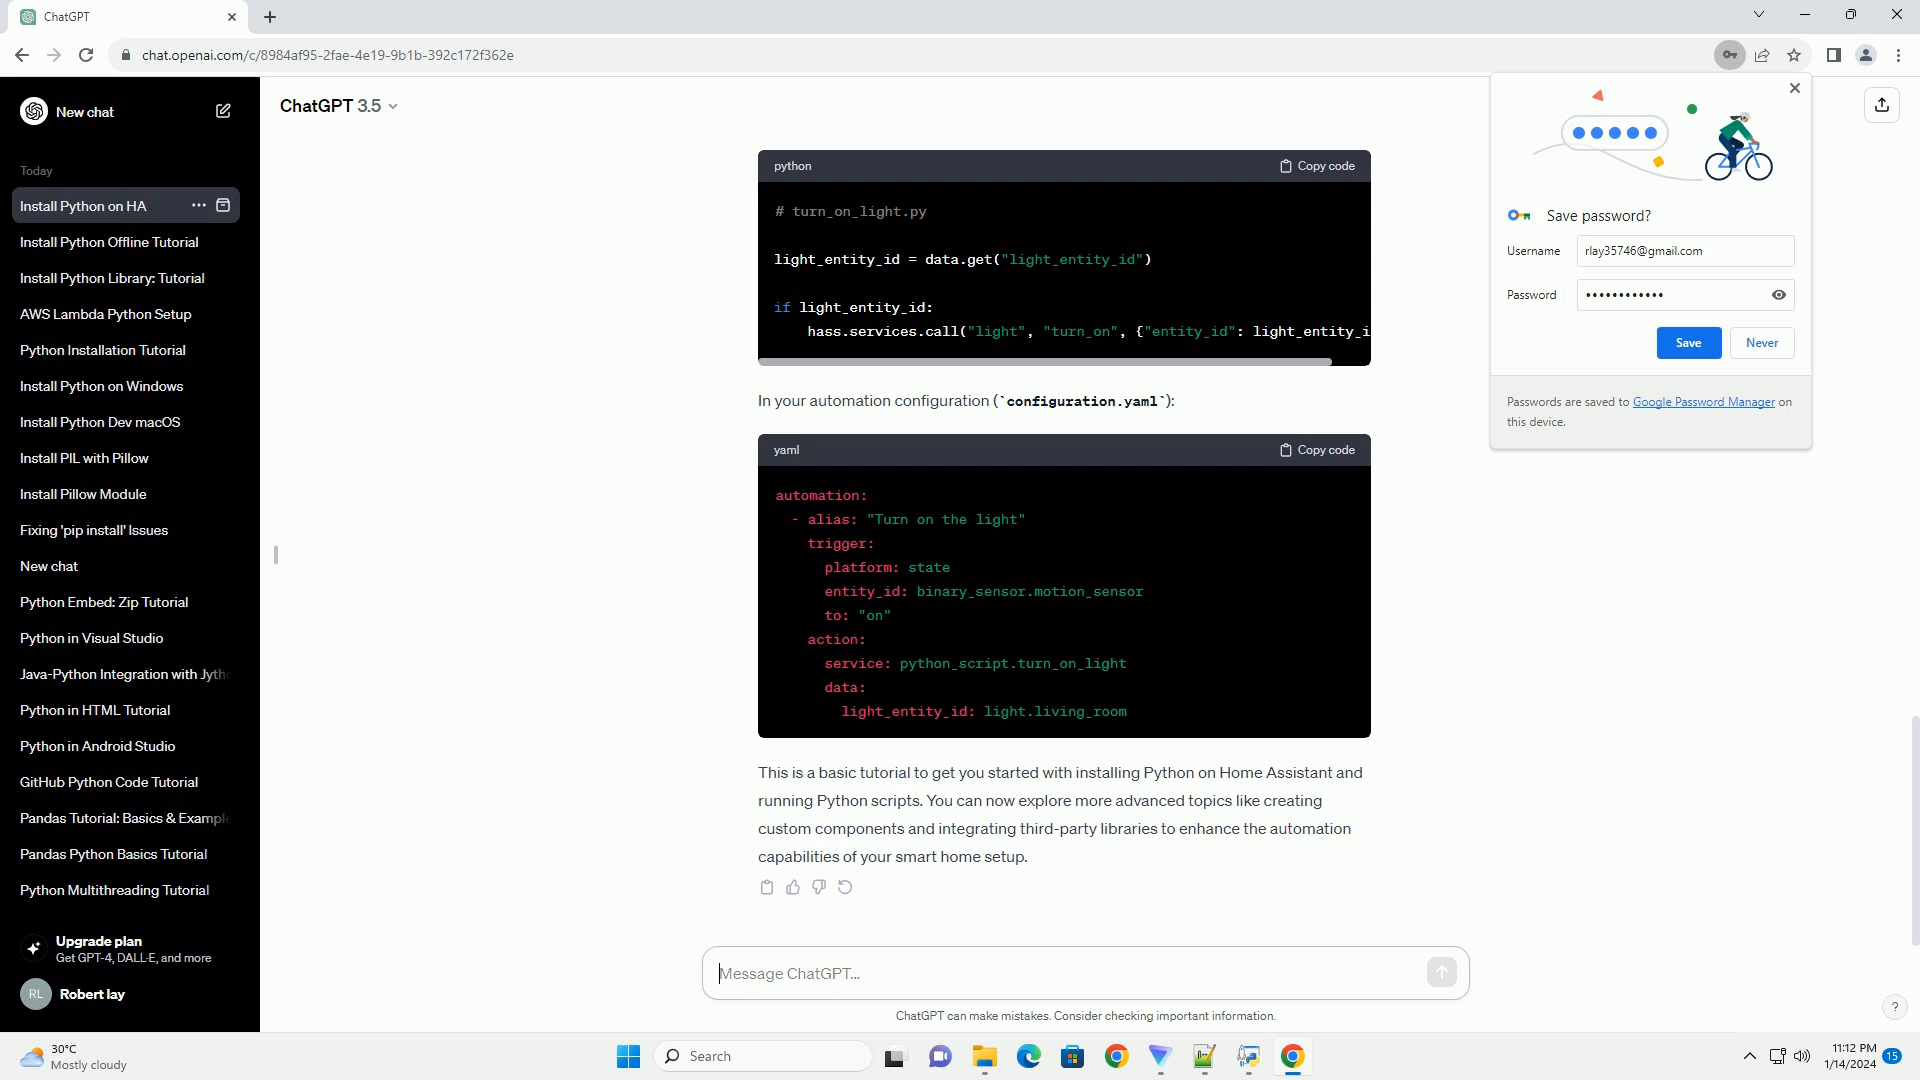 ChatGPT
chat.openai.com/c/8984af95-2fae-4e19-9b1b-392c172f362e
New chat
Today
Install Python on HA
Install Python Offline Tutorial
Install Python Library: Tutorial
AWS Lambda Python Setup
Python Installation Tutorial
Install Python on Windows
Install Python Dev macOS
Install PIL with Pillow
Install Pillow Module
Fixing 'pip install' Issues
New chat
Python Embed: Zip Tutorial
Python in Visual Studio
Java-Python Integration with Jyth
Python in HTML Tutorial
Python in Android Studio
GitHub Python Code Tutorial
Pandas Tutorial: Basics & Example
Pandas Python Basics Tutorial
Python Multithreading Tutorial
Upgrade plan
Get GPT-4, DALL·E, and more
RL Robert lay
ChatGPT 3.5
python Copy code
# turn_on_light.py
light_entity_id = data.get("light_entity_id")
if light_entity_id:
hass.services.call("light", "turn_on", {"entity_id": light_entity_i
In your automation configuration (`configuration.yaml`):
yaml Copy code
automation:
- alias: "Turn on the light"
trigger:
platform: state
entity_id: binary_sensor.motion_sensor
to: "on"
action:
service: python_script.turn_on_light
data:
light_entity_id: light.living_room
This is a basic tutorial to get you started with installing Python on Home Assistant and
running Python scripts. You can now explore more advanced topics like creating
custom components and integrating third-party libraries to enhance the automation
capabilities of your smart home setup.
Message ChatGPT...
ChatGPT can make mistakes. Consider checking important information.
?
Save password?
Username rlay35746@gmail.com
Password ••••••••••••
Save Never
Passwords are saved to Google Password Manager on
this device.
30°C
Mostly cloudy
Search
11:12 PM
1/14/2024
15